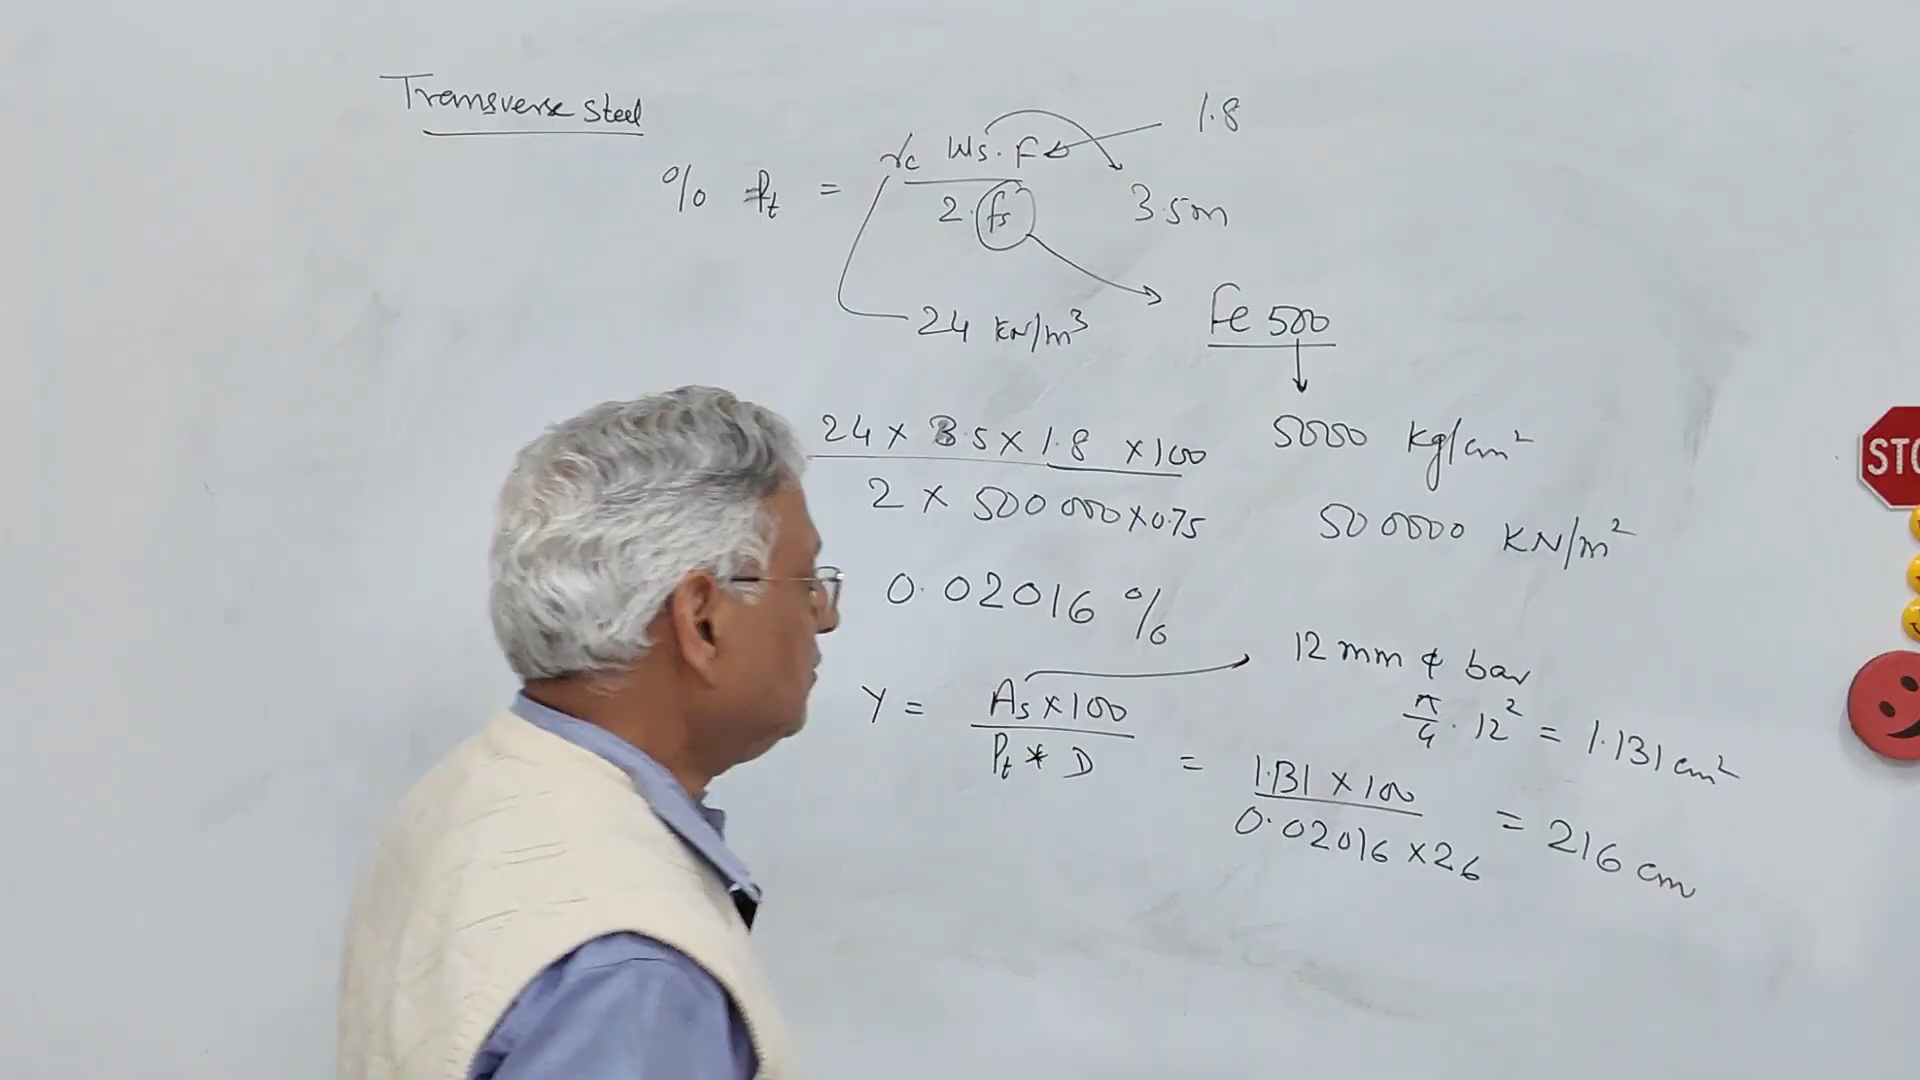 Transverse steel
1.8
% Pt = γc Ws. F
2. fs
3.5m
24 KN/m³
Fe 500
24 x 3.5 x 1.8 x 100
2 x 500 000 x 0.75
5000 kg/cm²
500000 KN/m²
0.02016 %
12 mm ϕ bar
Y = As x 100
Pt * D
π/4 . 12² = 1.131 cm²
= 1.131 x 100
0.02016 x 26
= 216 cm